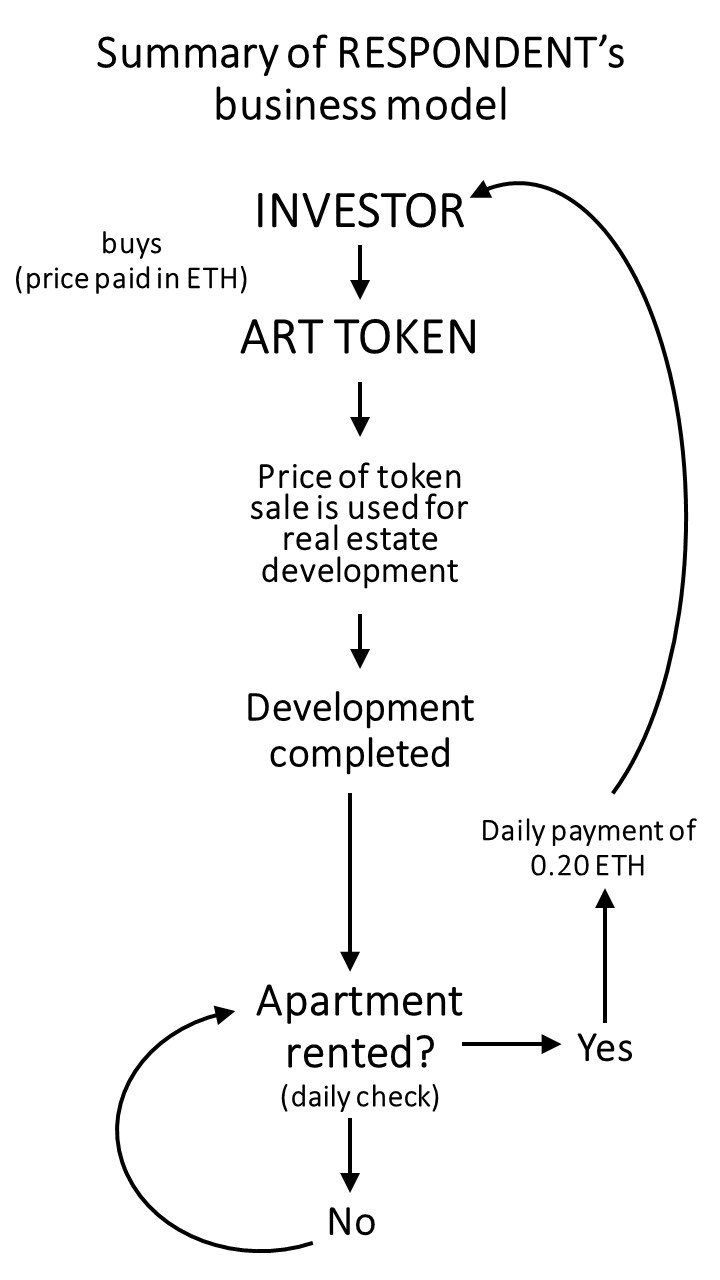 Summary of RESPONDENT’s
business model
INVESTOR
buys
(price paid in ETH)
ART TOKEN
Price of token
sale is used for
real estate
development
Development
completed
Daily payment of
0.20 ETH
Apartment
rented?
(daily check)
Yes
No